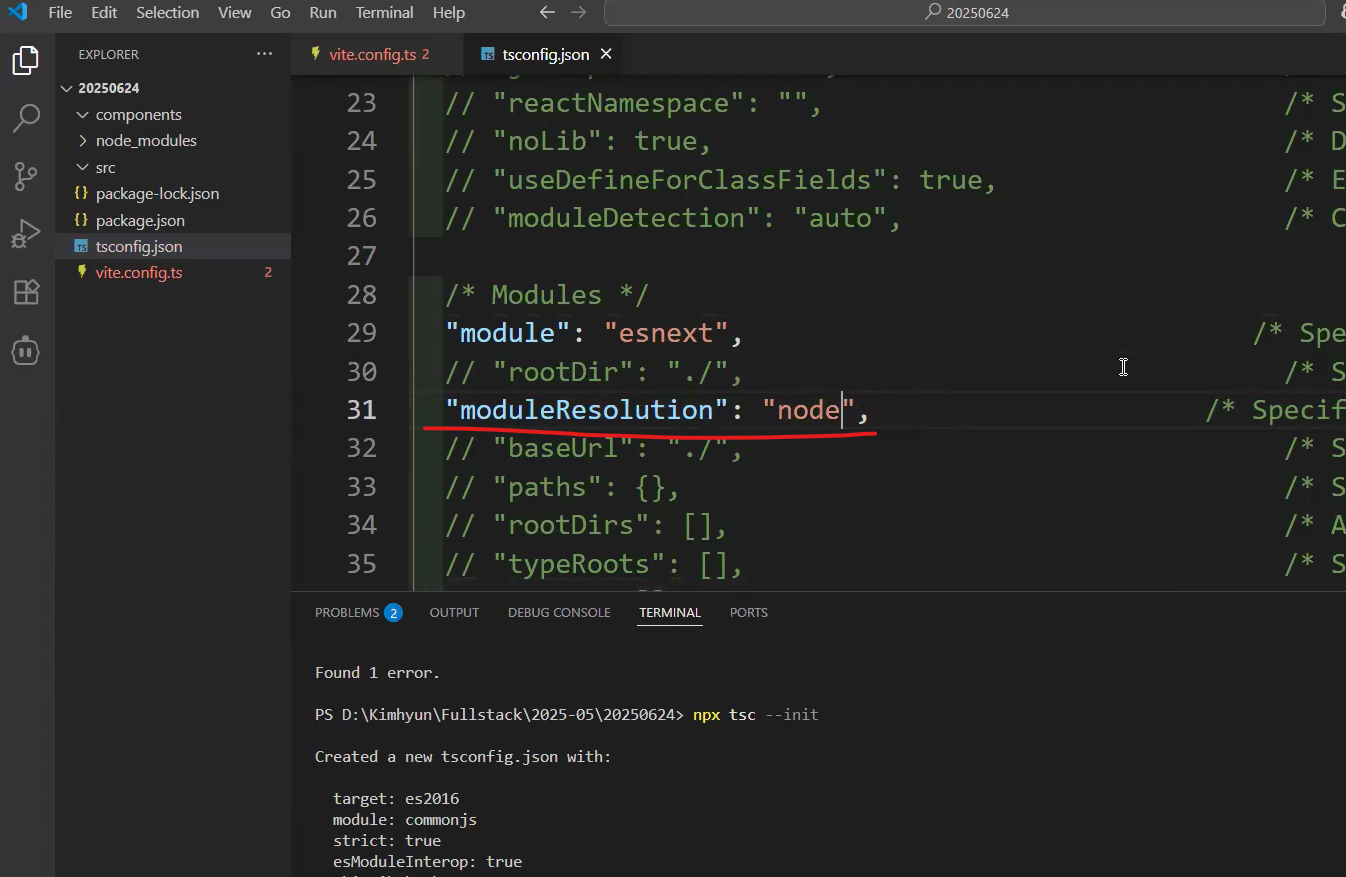 File Edit Selection View Go Run Terminal Help
20250624
EXPLORER
20250624
components
node_modules
src
{} package-lock.json
{} package.json
TS tsconfig.json
vite.config.ts 2
vite.config.ts 2
TS tsconfig.json
23 // "reactNamespace": "", /* S
24 // "noLib": true, /* D
25 // "useDefineForClassFields": true, /* E
26 // "moduleDetection": "auto", /* C
27
28 /* Modules */
29 "module": "esnext", /* Spe
30 // "rootDir": "./", /* S
31 "moduleResolution": "node", /* Specif
32 // "baseUrl": "./", /* S
33 // "paths": {}, /* S
34 // "rootDirs": [], /* A
35 // "typeRoots": [], /* S
PROBLEMS 2 OUTPUT DEBUG CONSOLE TERMINAL PORTS
Found 1 error.
PS D:\Kimhyun\Fullstack\2025-05\20250624> npx tsc --init
Created a new tsconfig.json with:
target: es2016
module: commonjs
strict: true
esModuleInterop: true